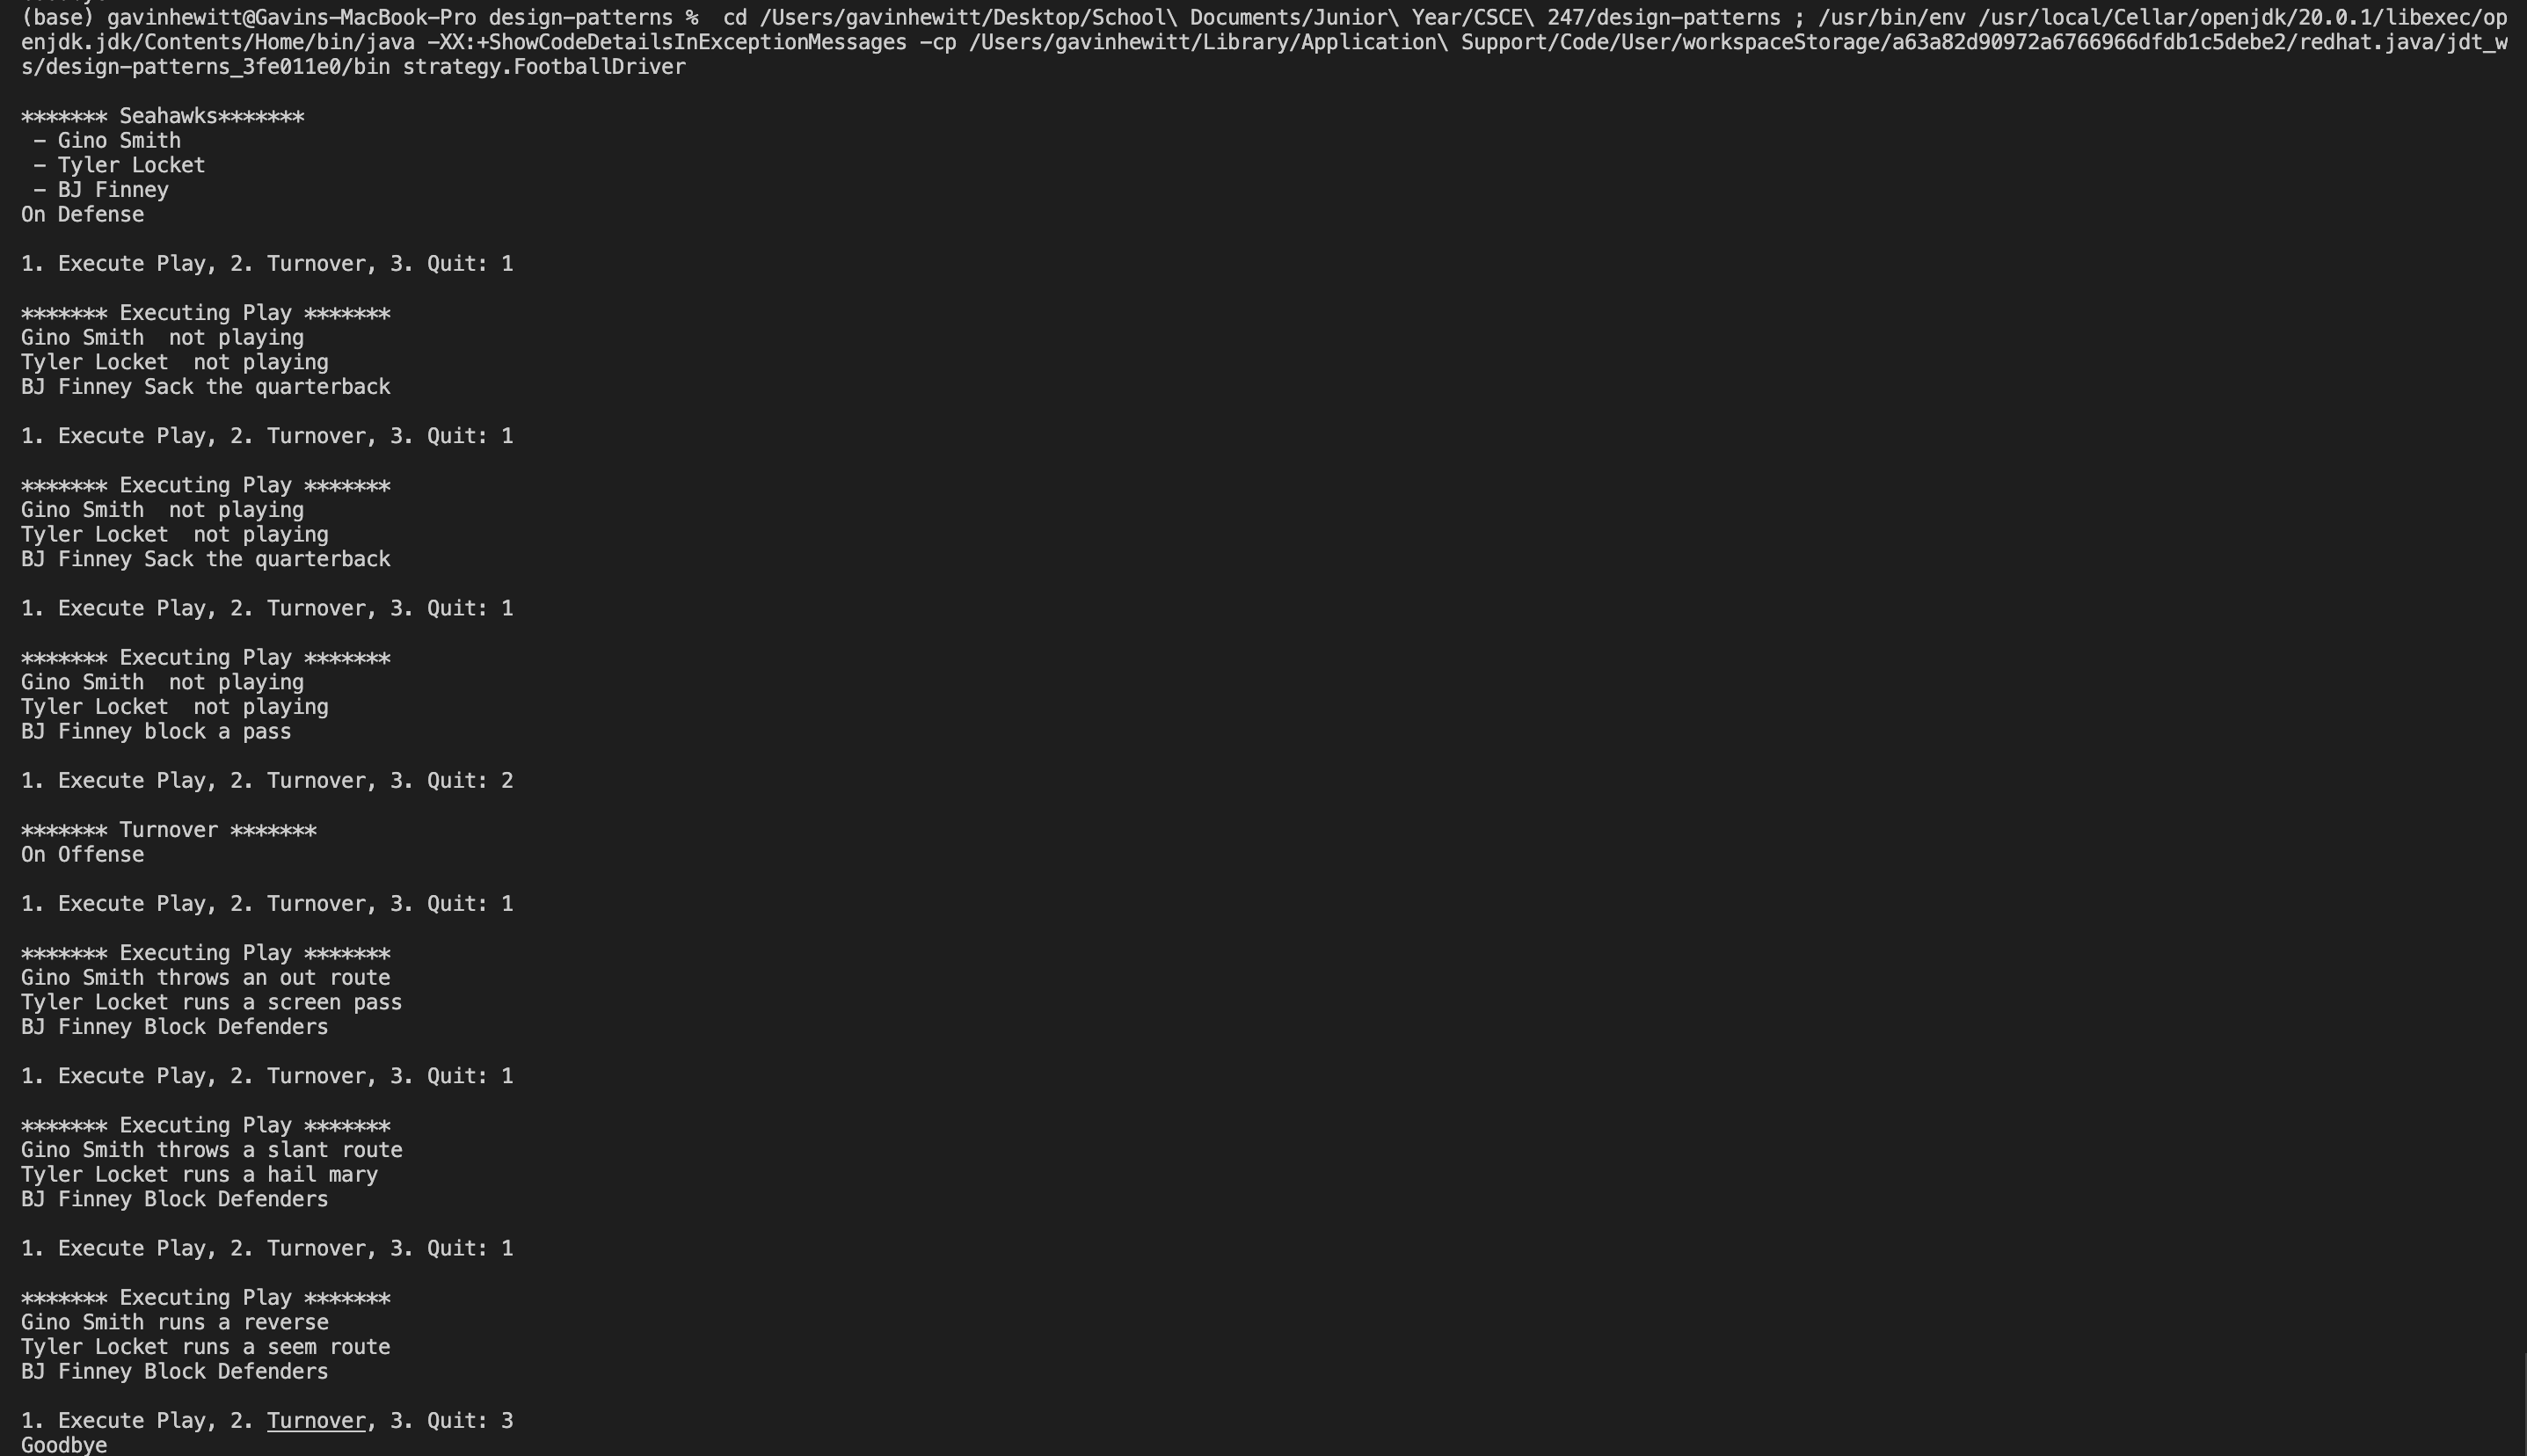 (base) gavinhewitt@Gavins-MacBook-Pro design-patterns %  cd /Users/gavinhewitt/Desktop/School\ Documents/Junior\ Year/CSCE\ 247/design-patterns ; /usr/bin/env /usr/local/Cellar/openjdk/20.0.1/libexec/op
enjdk.jdk/Contents/Home/bin/java -XX:+ShowCodeDetailsInExceptionMessages -cp /Users/gavinhewitt/Library/Application\ Support/Code/User/workspaceStorage/a63a82d90972a6766966dfdb1c5debe2/redhat.java/jdt_w
s/design-patterns_3fe011e0/bin strategy.FootballDriver
******* Seahawks*******
 - Gino Smith
 - Tyler Locket
 - BJ Finney
On Defense
1. Execute Play, 2. Turnover, 3. Quit: 1
******* Executing Play *******
Gino Smith  not playing
Tyler Locket  not playing
BJ Finney Sack the quarterback
1. Execute Play, 2. Turnover, 3. Quit: 1
******* Executing Play *******
Gino Smith  not playing
Tyler Locket  not playing
BJ Finney Sack the quarterback
1. Execute Play, 2. Turnover, 3. Quit: 1
******* Executing Play *******
Gino Smith  not playing
Tyler Locket  not playing
BJ Finney block a pass
1. Execute Play, 2. Turnover, 3. Quit: 2
******* Turnover *******
On Offense
1. Execute Play, 2. Turnover, 3. Quit: 1
******* Executing Play *******
Gino Smith throws an out route
Tyler Locket runs a screen pass
BJ Finney Block Defenders
1. Execute Play, 2. Turnover, 3. Quit: 1
******* Executing Play *******
Gino Smith throws a slant route
Tyler Locket runs a hail mary
BJ Finney Block Defenders
1. Execute Play, 2. Turnover, 3. Quit: 1
******* Executing Play *******
Gino Smith runs a reverse
Tyler Locket runs a seem route
BJ Finney Block Defenders
1. Execute Play, 2. Turnover, 3. Quit: 3
Goodbye